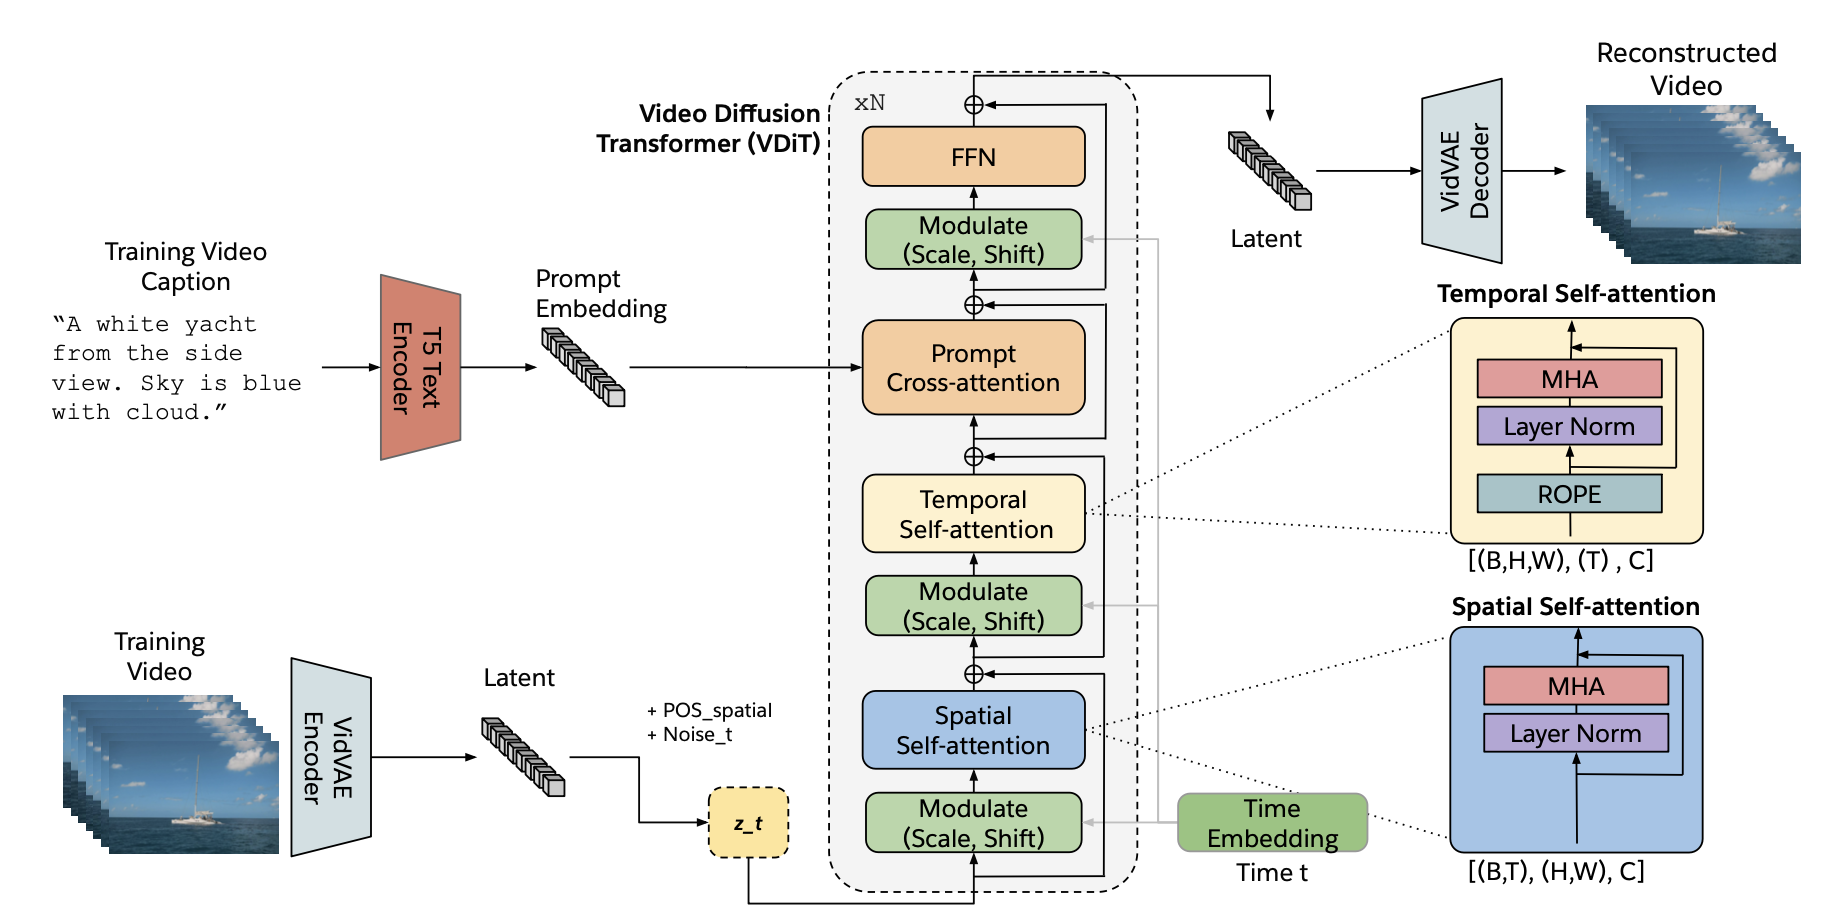 Reconstructed
Video
Video Diffusion
Transformer (VDiT)
xN
FFN
Modulate
(Scale, Shift)
VidVAE
Decoder
Latent
Training Video
Caption
“A white yacht
from the side
view. Sky is blue
with cloud.”
T5 Text
Encoder
Prompt
Embedding
Prompt
Cross-attention
Temporal Self-attention
MHA
Layer Norm
ROPE
[(B,H,W), (T) , C]
Temporal
Self-attention
Modulate
(Scale, Shift)
Spatial Self-attention
MHA
Layer Norm
[(B,T), (H,W), C]
Training
Video
VidVAE
Encoder
Latent
+ POS_spatial
+ Noise_t
z_t
Spatial
Self-attention
Modulate
(Scale, Shift)
Time
Embedding
Time t